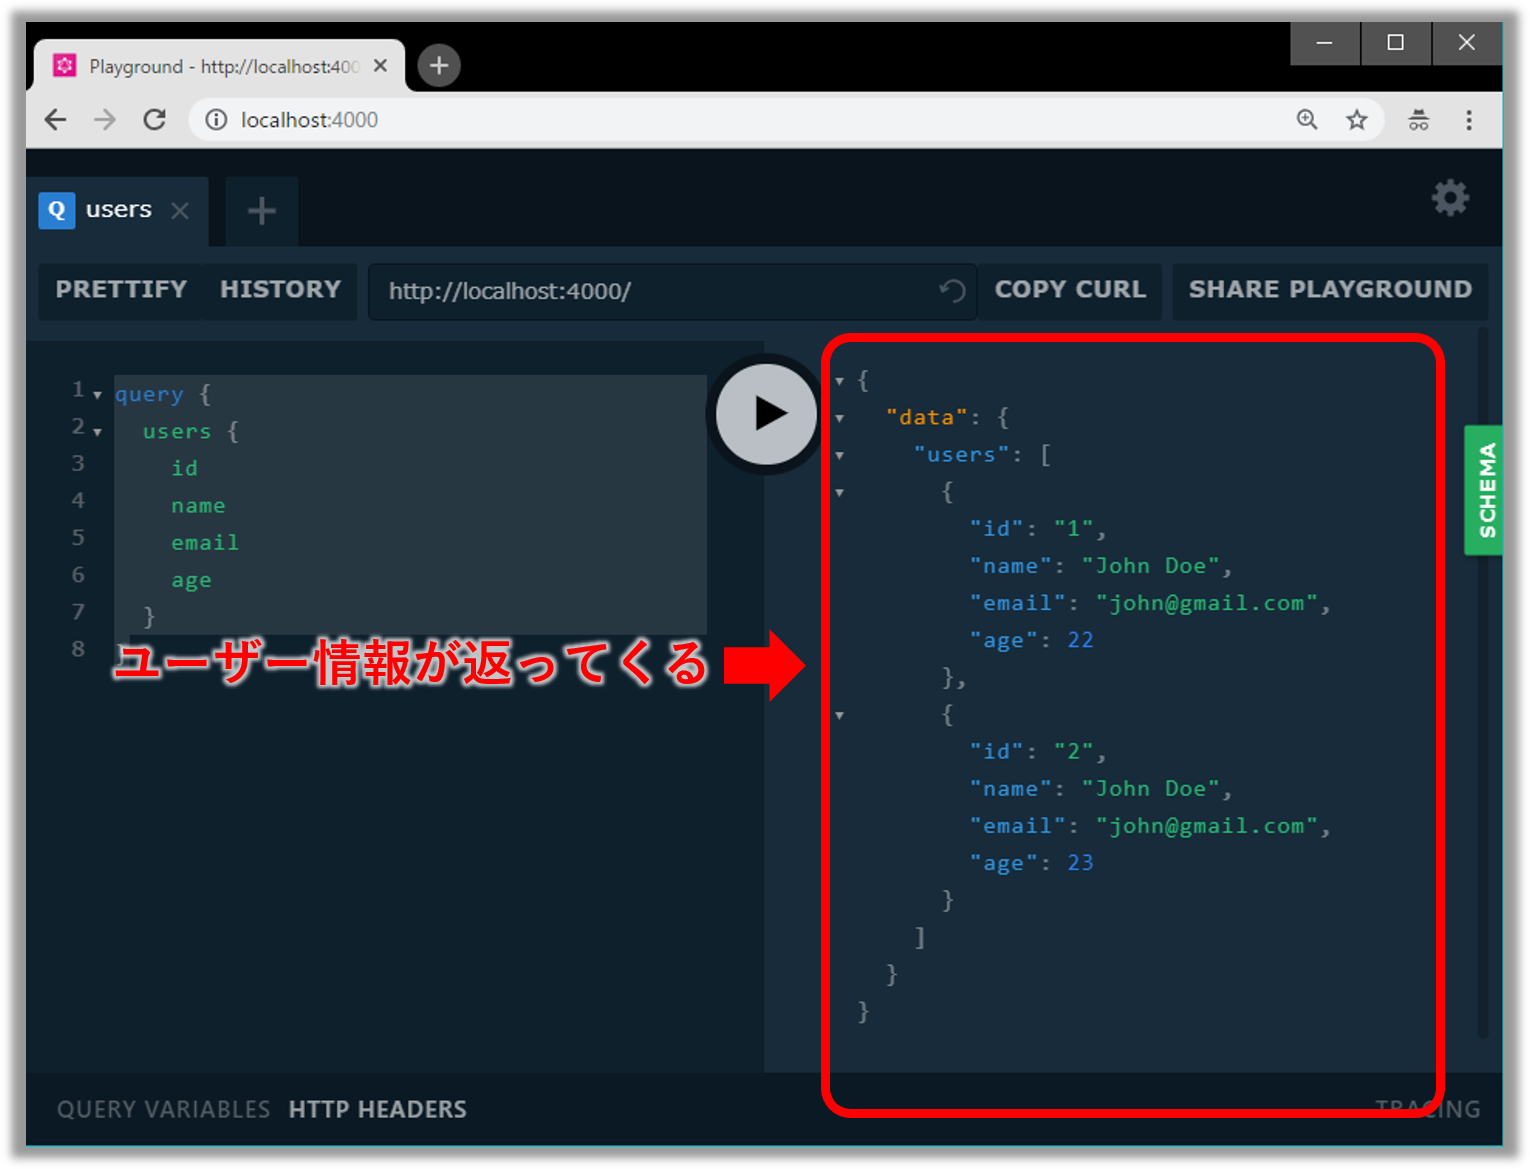 Playground - http://localhost:400
localhost:4000
Q users
PRETTIFY HISTORY http://localhost:4000/ COPY CURL SHARE PLAYGROUND
1 query {
2 users {
3 id
4 name
5 email
6 age
7 }
8 }
ユーザー情報が返ってくる
{
"data": {
"users": [
{
"id": "1",
"name": "John Doe",
"email": "john@gmail.com",
"age": 22
},
{
"id": "2",
"name": "John Doe",
"email": "john@gmail.com",
"age": 23
}
]
}
}
SCHEMA
QUERY VARIABLES HTTP HEADERS TRACING